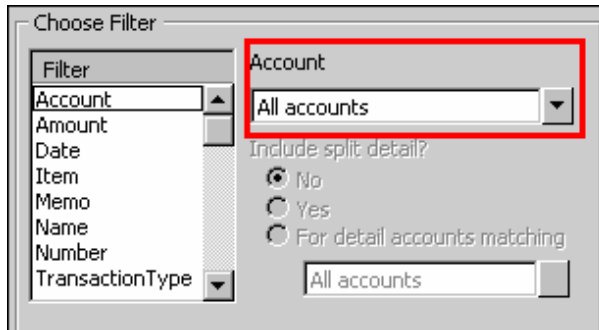 Choose Filter
Filter
Account
Amount
Date
Item
Memo
Name
Number
TransactionType
Account
All accounts
Include split detail?
No
Yes
For detail accounts matching
All accounts